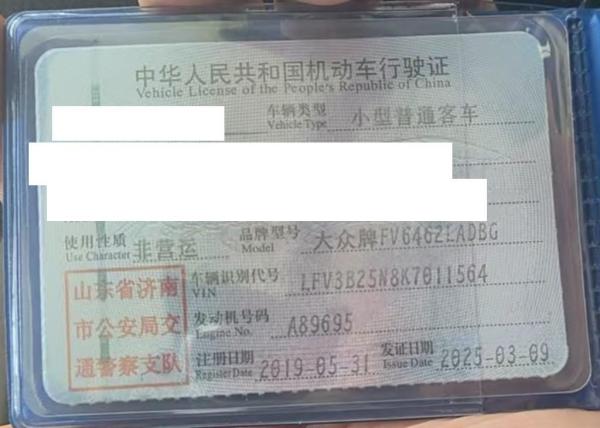 中华人民共和国机动车行驶证
Vehicle License of the People's Republic of China
车辆类型 小型普通客车
Vehicle Type
使用性质 非营运 品牌型号 大众牌FV6462LADBG
Use Character Model
山东省济南
市公安局交
通警察支队
车辆识别代号 LFV3B25N8K7011564
VIN
发动机号码 A89695
Engine No.
注册日期 2019-05-31 发证日期 2025-03-09
Register Date Issue Date